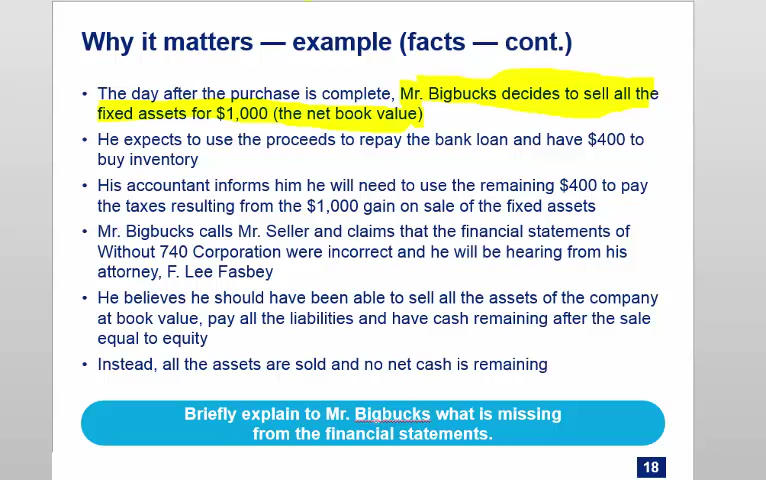 Why it matters — example (facts — cont.)
• The day after the purchase is complete, Mr. Bigbucks decides to sell all the
fixed assets for $1,000 (the net book value)
• He expects to use the proceeds to repay the bank loan and have $400 to
buy inventory
• His accountant informs him he will need to use the remaining $400 to pay
the taxes resulting from the $1,000 gain on sale of the fixed assets
• Mr. Bigbucks calls Mr. Seller and claims that the financial statements of
Without 740 Corporation were incorrect and he will be hearing from his
attorney, F. Lee Fasbey
• He believes he should have been able to sell all the assets of the company
at book value, pay all the liabilities and have cash remaining after the sale
equal to equity
• Instead, all the assets are sold and no net cash is remaining
Briefly explain to Mr. Bigbucks what is missing
from the financial statements.
18